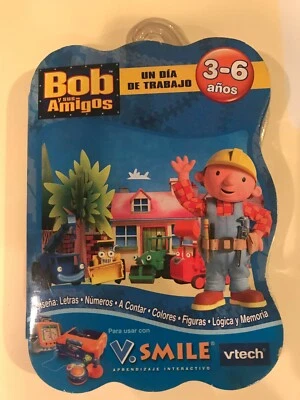 Bob
y sus
Amigos
UN DÍA
DE TRABAJO
3-6
años
Enseña: Letras • Números • A Contar • Colores • Figuras • Lógica y Memoria
Para usar con
V.SMILE
APRENDIZAJE INTERACTIVO
vtech